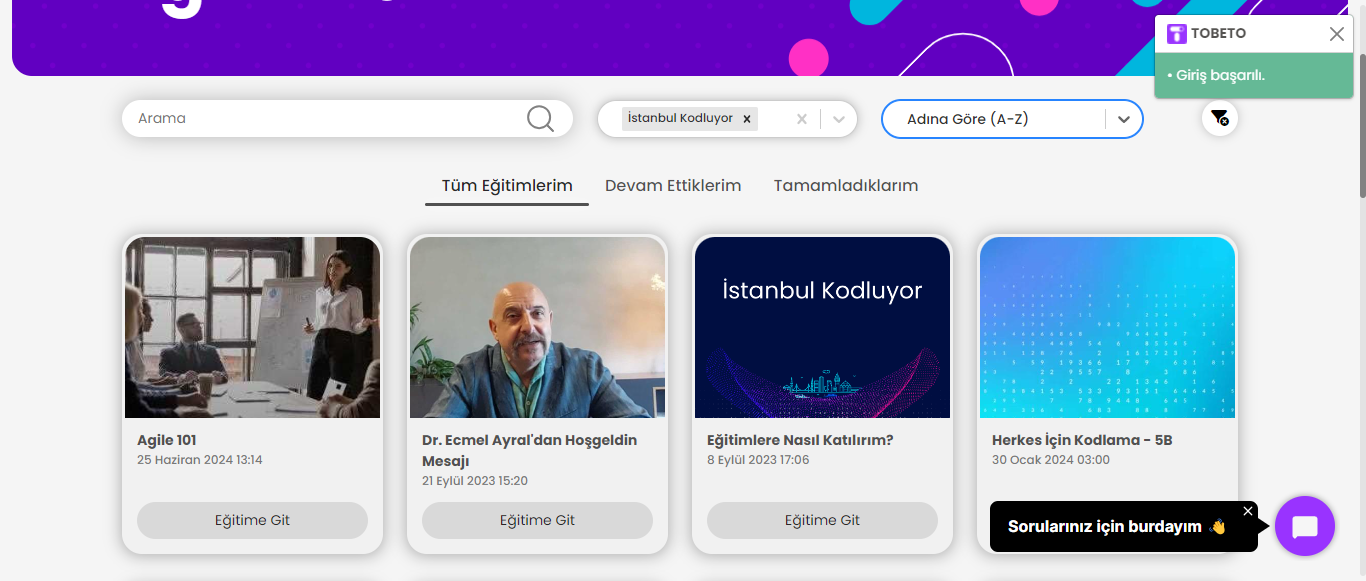 TOBETO
• Giriş başarılı.
Arama
İstanbul Kodluyor
Adına Göre (A-Z)
Tüm Eğitimlerim
Devam Ettiklerim
Tamamladıklarım
İstanbul Kodluyor
Agile 101
25 Haziran 2024 13:14
Eğitime Git
Dr. Ecmel Ayral'dan Hoşgeldin
Mesajı
21 Eylül 2023 15:20
Eğitime Git
Eğitimlere Nasıl Katılırım?
8 Eylül 2023 17:06
Eğitime Git
Herkes İçin Kodlama - 5B
30 Ocak 2024 03:00
Sorularınız için burdayım 👋